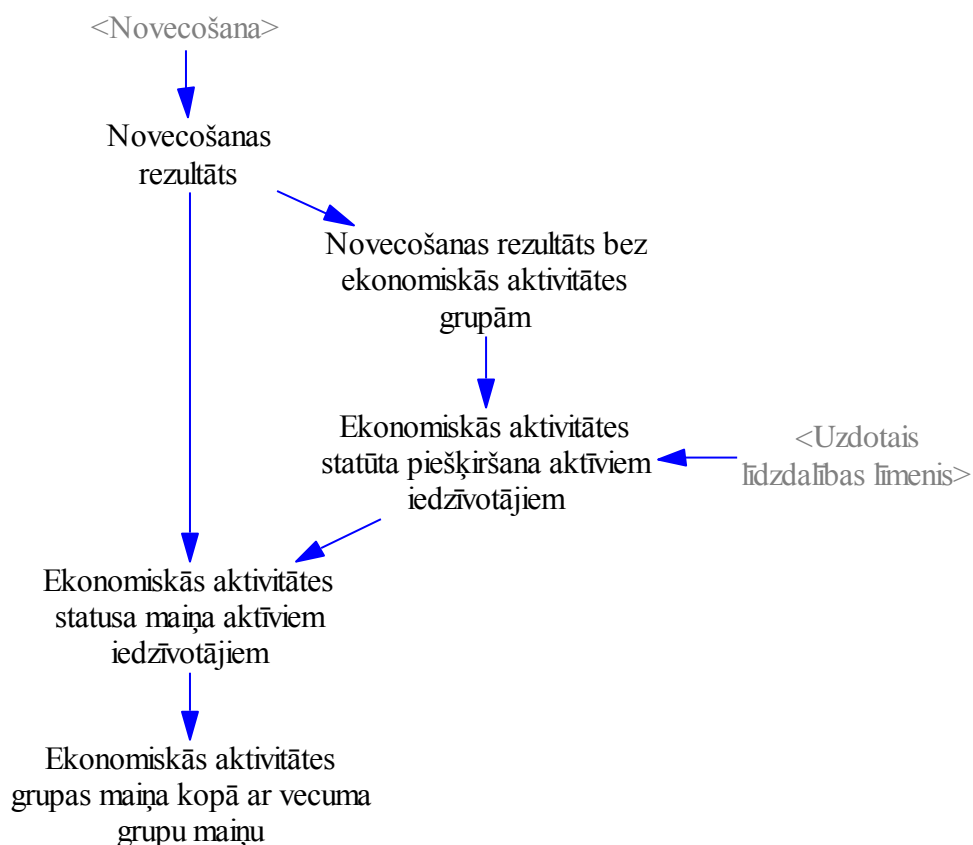 <Novecošana>
Novecošanas
rezultāts
Novecošanas rezultāts bez
ekonomiskās aktivitātes
grupām
Ekonomiskās aktivitātes
statūta piešķiršana aktīviem
iedzīvotājiem
<Uzdotais
līdzdalības līmenis>
Ekonomiskās aktivitātes
statusa maiņa aktīviem
iedzīvotājiem
Ekonomiskās aktivitātes
grupas maiņa kopā ar vecuma
grupu maiņu